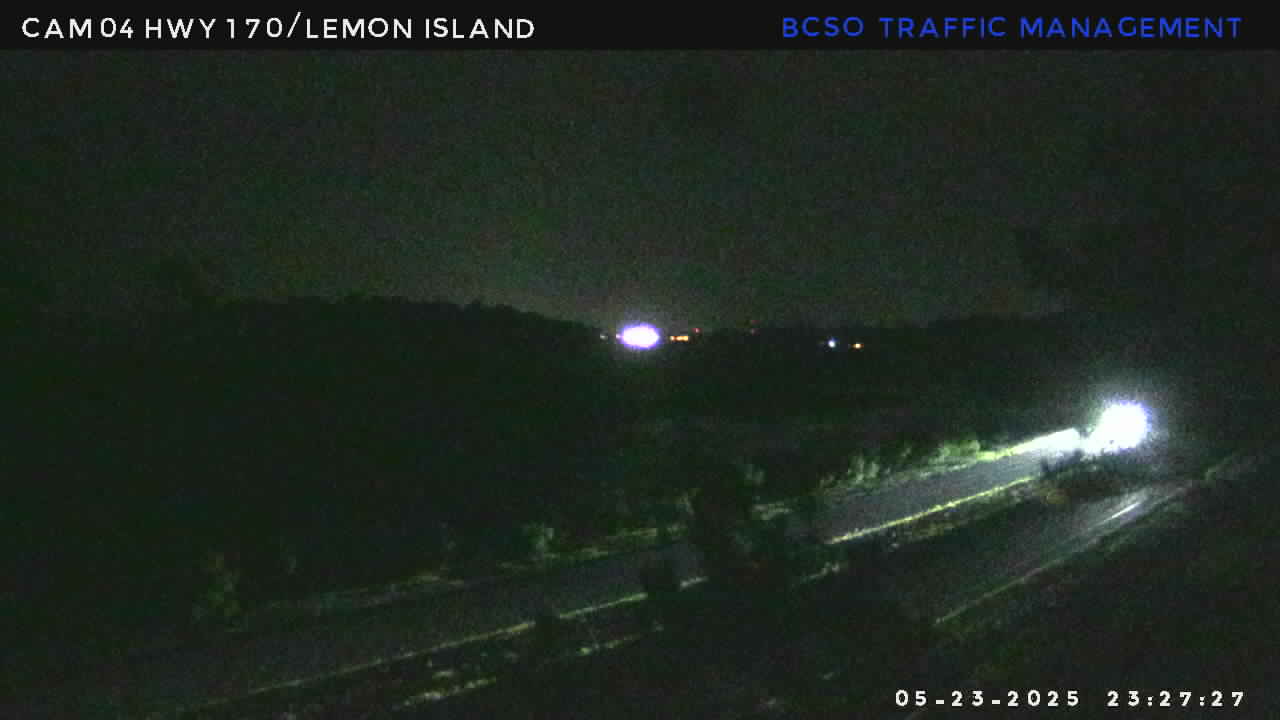 CAM04 HWY 170/LEMON ISLAND
BCSO TRAFFIC MANAGEMENT
05-23-2025 23:27:27